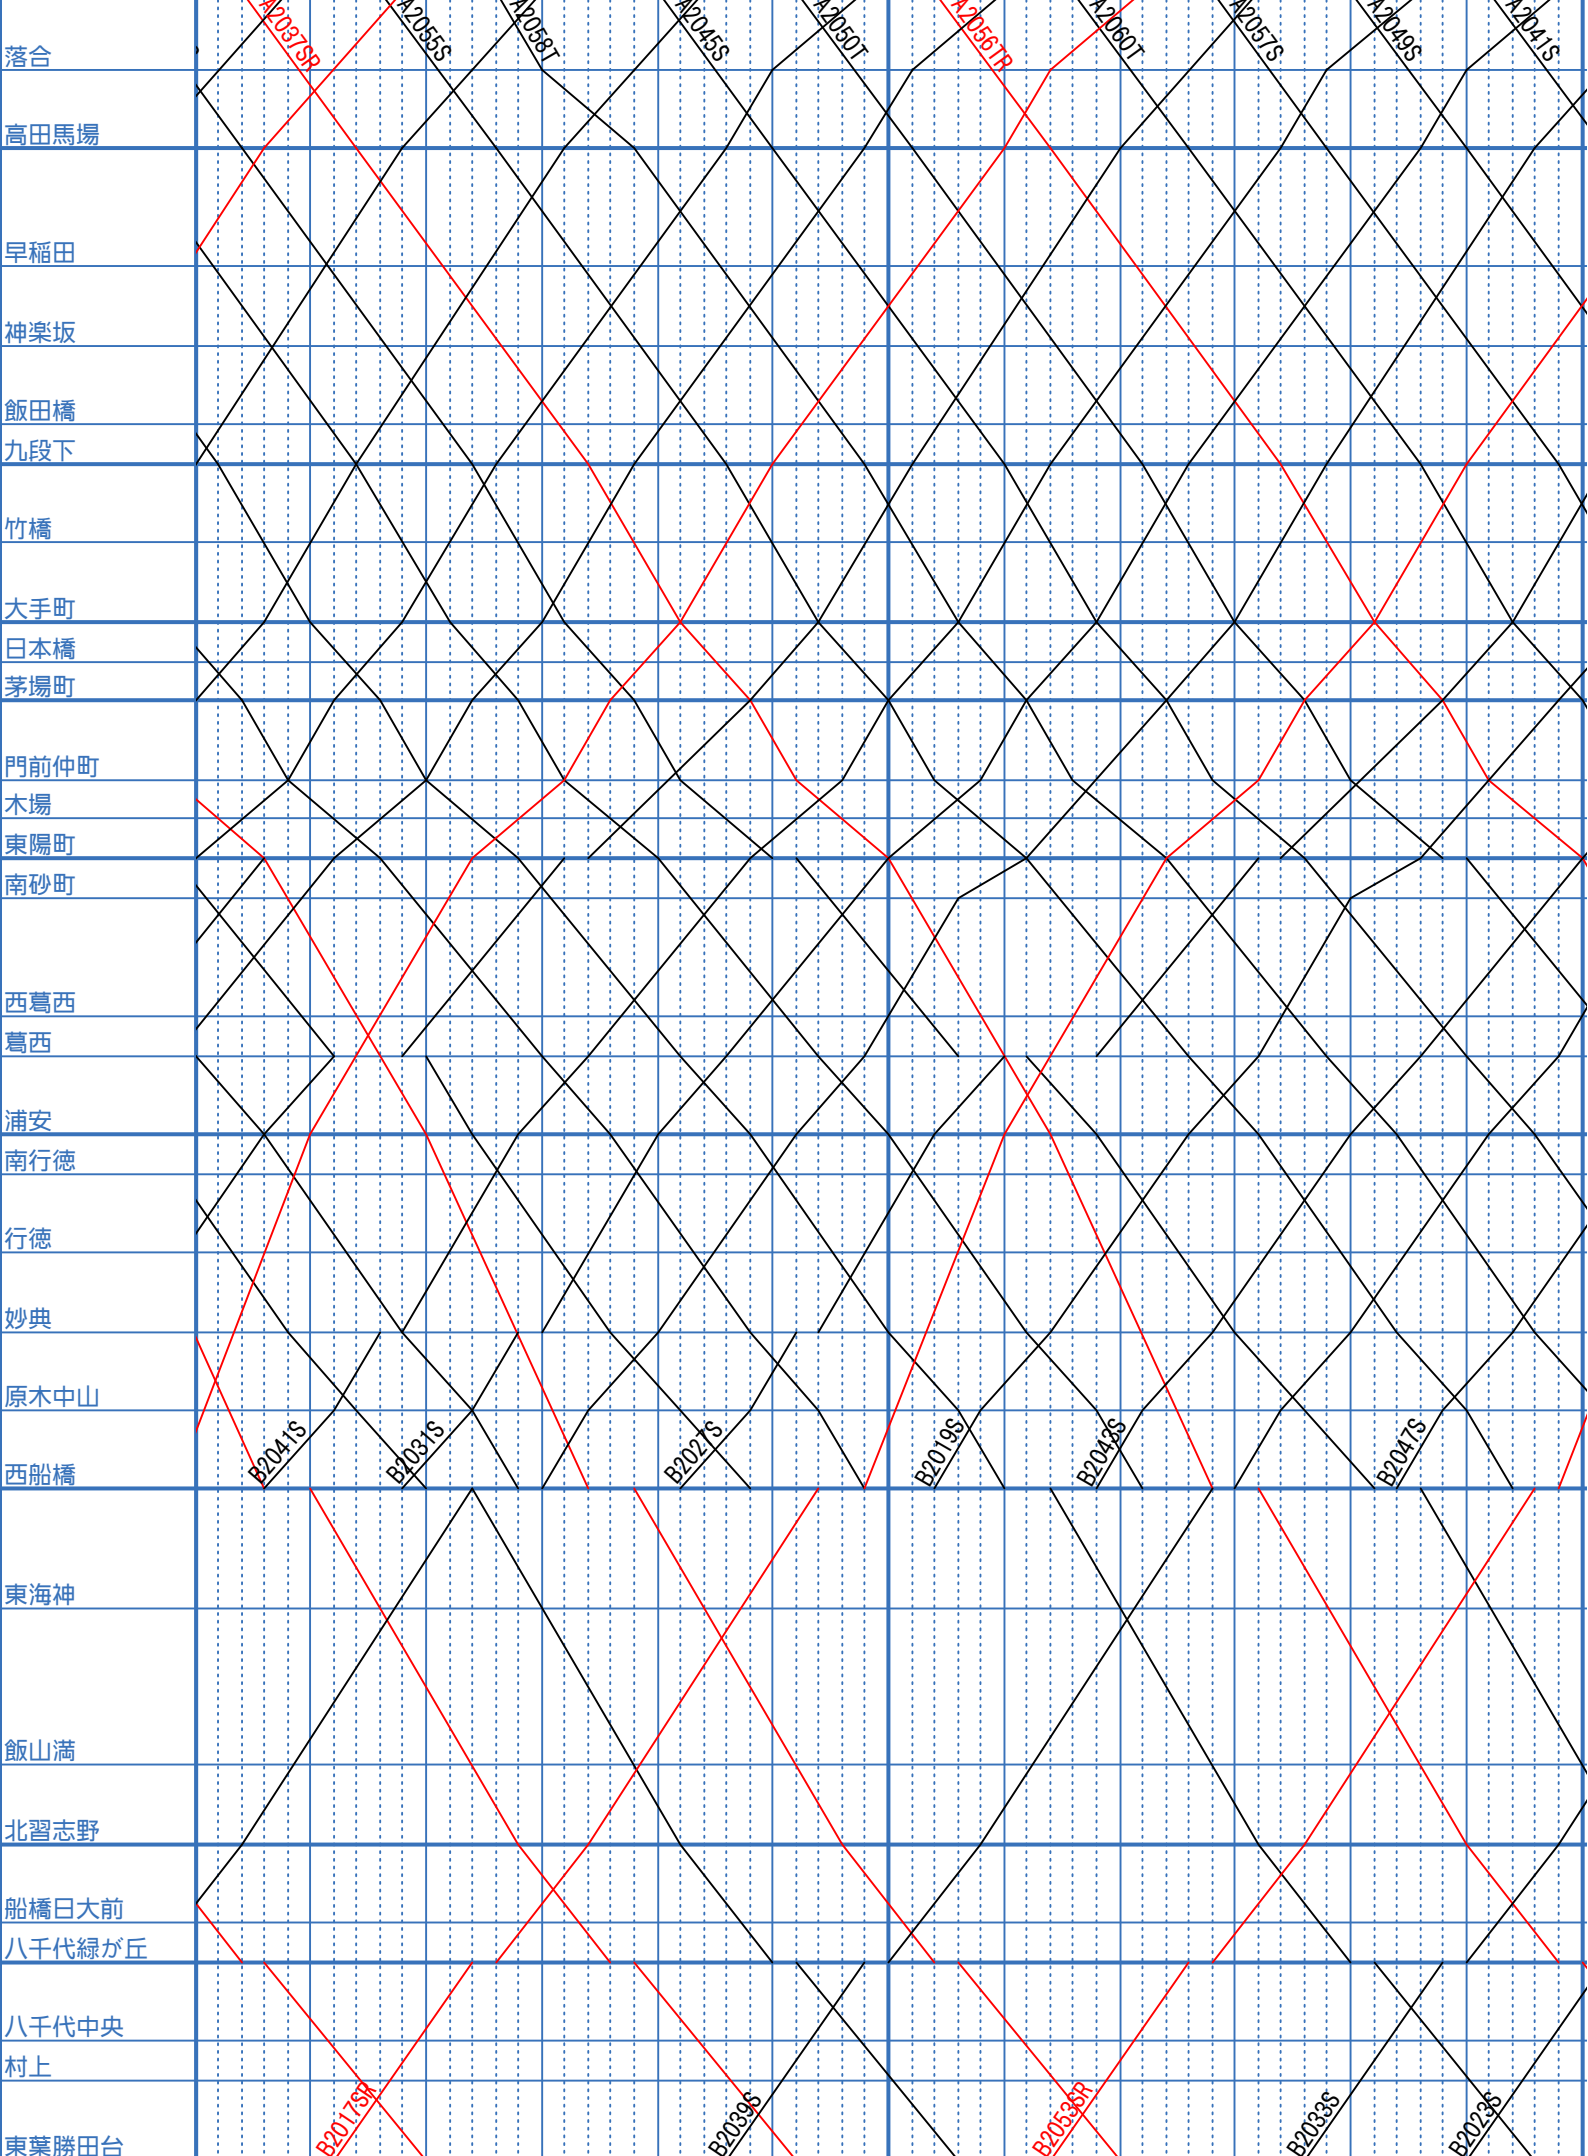 A2037SR
A2055S
A2058T
A2045S
A2050T
A2056TR
A2060T
A2057S
A2049S
A2041S
落合
高田馬場
早稲田
神楽坂
飯田橋
九段下
竹橋
大手町
日本橋
茅場町
門前仲町
木場
東陽町
南砂町
西葛西
葛西
浦安
南行徳
行徳
妙典
原木中山
B2041S
B2031S
B2027S
B2019S
B2043S
B2047S
西船橋
東海神
飯山満
北習志野
船橋日大前
八千代緑が丘
八千代中央
村上
B2017SR
B2039S
B2053SR
B2033S
B2023S
東葉勝田台